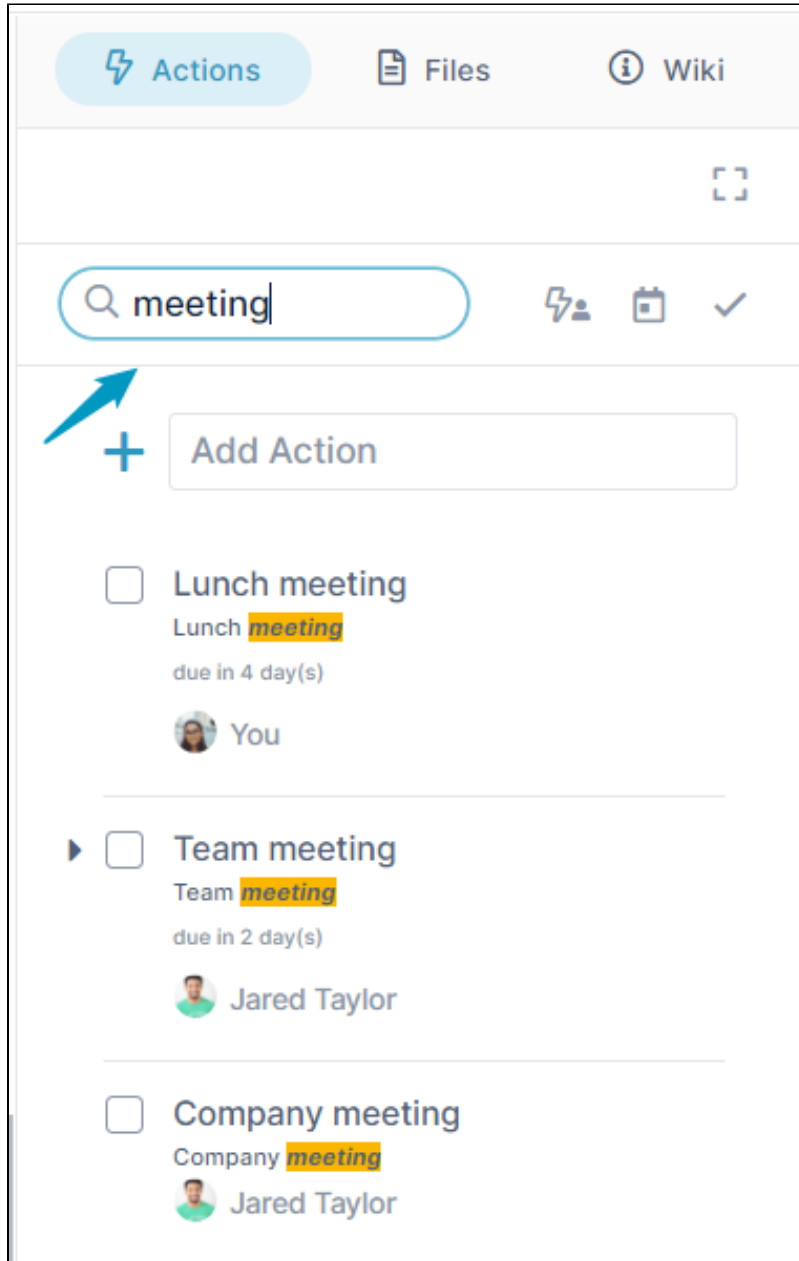 Actions Files Wiki
meeting
Add Action
Lunch meeting
Lunch meeting
due in 4 day(s)
You
Team meeting
Team meeting
due in 2 day(s)
Jared Taylor
Company meeting
Company meeting
Jared Taylor